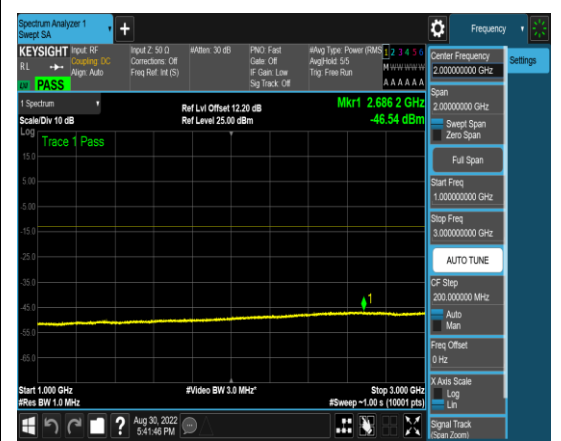 Spectrum Analyzer 1
Swept SA
Frequency
KEYSIGHT
RL
PASS
Input: RF
Coupling: DC
Align: Auto
Input Z: 50 Ω
Corrections: Off
Freq Ref: Int (S)
#Atten: 30 dB
PNO: Fast
Gate: Off
IF Gain: Low
Sig Track: Off
#Avg Type: Power (RMS
Avg|Hold: 5/5
Trig: Free Run
1 2 3 4 5 6
M W W W W W
A A A A A A
Center Frequency
2.000000000 GHz
Settings
Span
2.00000000 GHz
Swept Span
Zero Span
Full Span
Start Freq
1.000000000 GHz
Stop Freq
3.000000000 GHz
AUTO TUNE
CF Step
200.000000 MHz
Auto
Man
Freq Offset
0 Hz
X Axis Scale
Log
Lin
Signal Track
(Span Zoom)
1 Spectrum
Scale/Div 10 dB
Ref Lvl Offset 12.20 dB
Ref Level 25.00 dBm
Mkr1 2.686 2 GHz
-46.54 dBm
Log
Trace 1 Pass
15.0
5.00
-5.00
-15.0
-25.0
-35.0
-45.0
-55.0
-65.0
1
Start 1.000 GHz
#Res BW 1.0 MHz
#Video BW 3.0 MHz*
Stop 3.000 GHz
#Sweep ~1.00 s (10001 pts)
?
Aug 30, 2022
5:41:46 PM